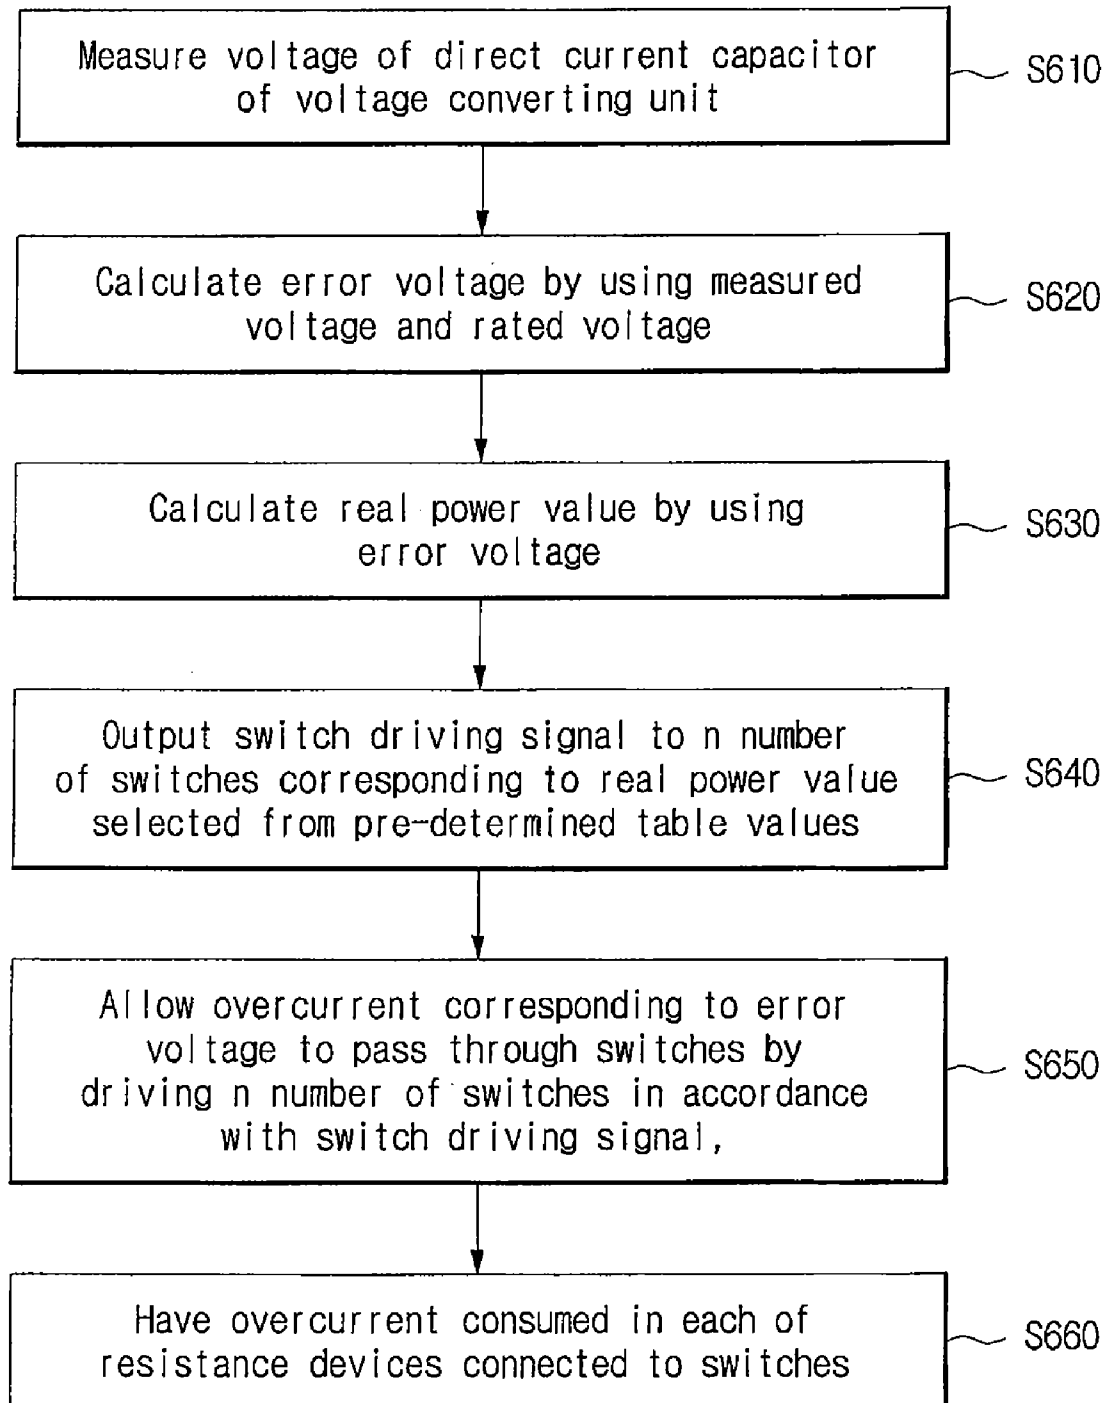 Measure voltage of direct current capacitor
of voltage converting unit
S610
Calculate error voltage by using measured
voltage and rated voltage
S620
Calculate real power value by using
error voltage
S630
Output switch driving signal to n number
of switches corresponding to real power value
selected from pre-determined table values
S640
Allow overcurrent corresponding to error
voltage to pass through switches by
driving n number of switches in accordance
with switch driving signal,
S650
Have overcurrent consumed in each of
resistance devices connected to switches
S660